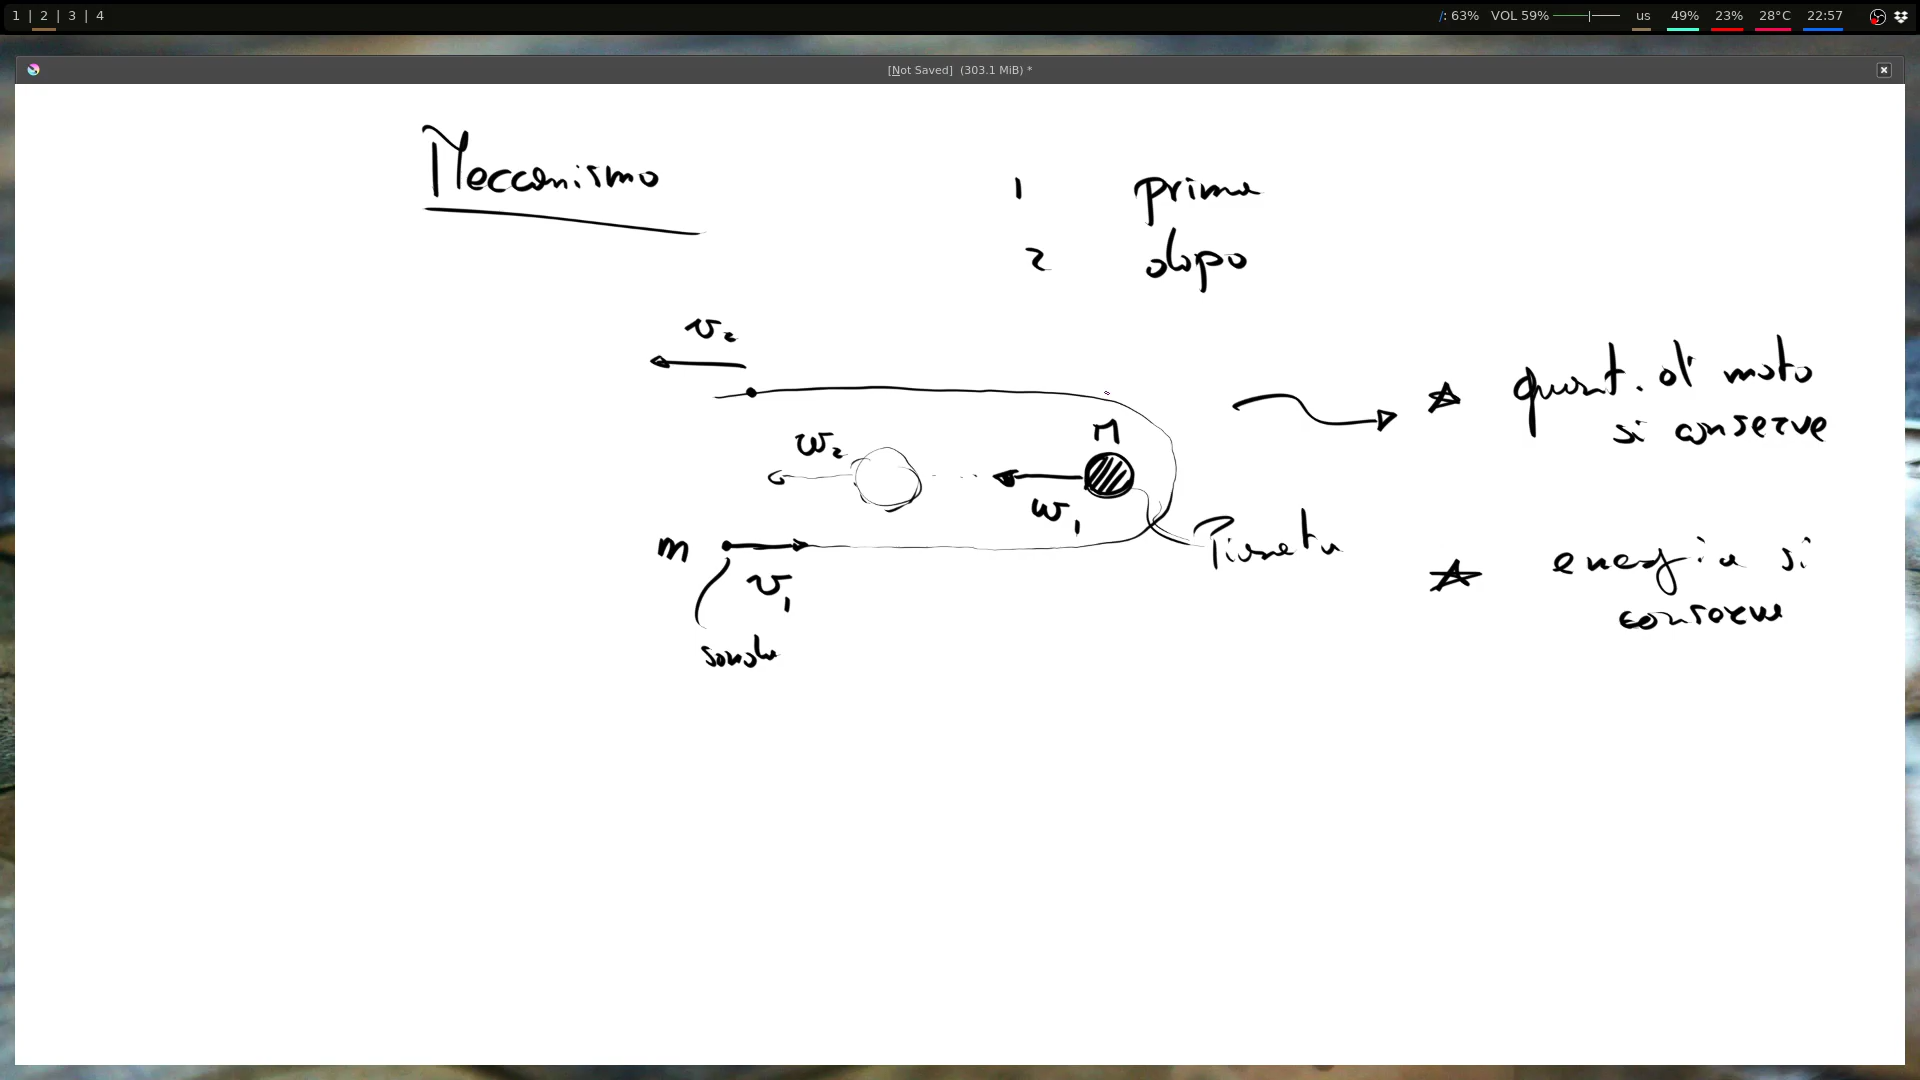 1 | 2 | 3 | 4
/: 63% VOL 59% us 49% 23% 28°C 22:57
[Not Saved] (303.1 MiB) *
Meccanismo
1 prima
2 dopo
v₂
quant. di moto
si conserva
w₂
M
w₁
m
v₁
Pianeta
energia si
conserva
sonda